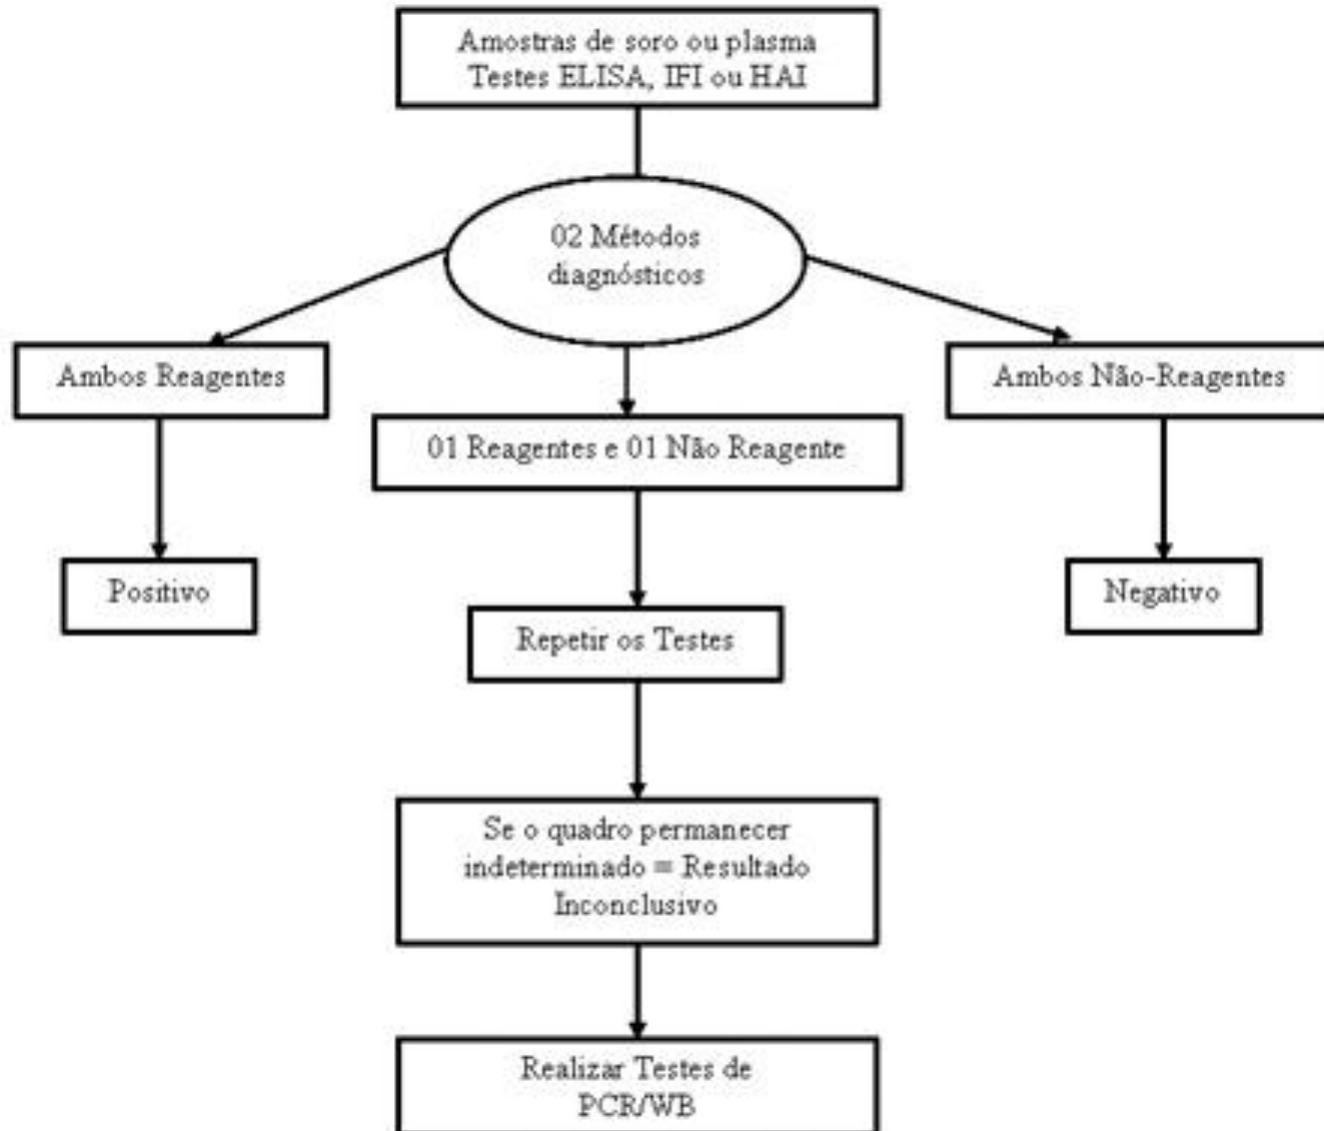 Amostras de soro ou plasma
Testes ELISA, IFI ou HAI
02 Métodos
diagnósticos
Ambos Reagentes
Ambos Não-Reagentes
01 Reagentes e 01 Não Reagente
Positivo
Negativo
Repetir os Testes
Se o quadro permanecer
indeterminado = Resultado
Inconclusivo
Realizar Testes de
PCR/WB